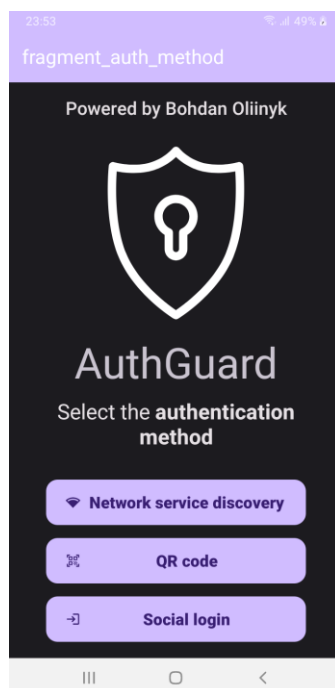 23:53 49%
fragment_auth_method
Powered by Bohdan Oliinyk
AuthGuard
Select the authentication
method
Network service discovery
QR code
Social login